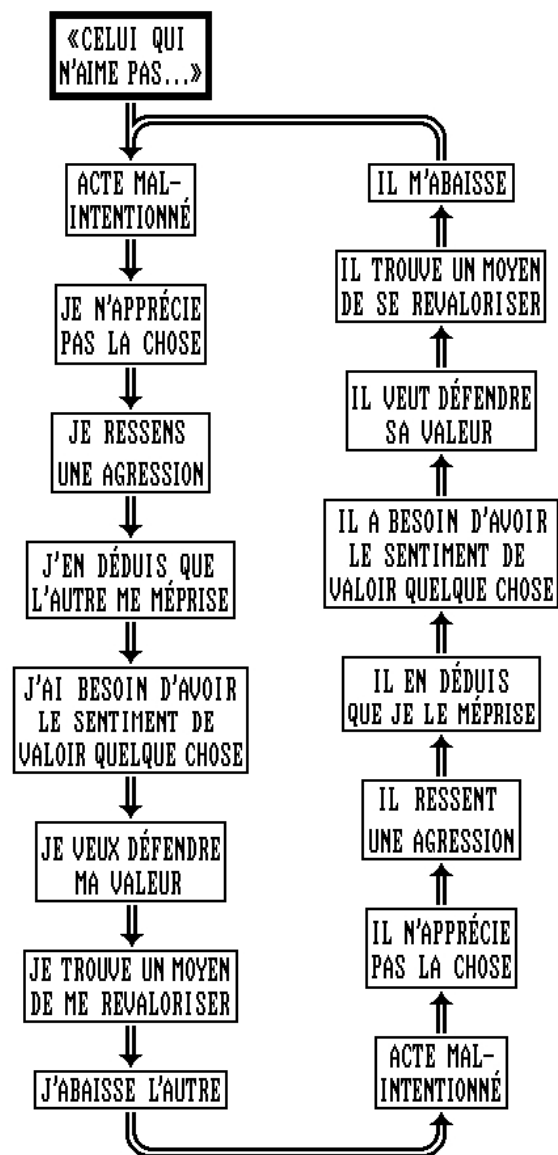 «CELUI QUI
N'AIME PAS...»
ACTE MAL-
INTENTIONNÉ
JE N'APPRÉCIE
PAS LA CHOSE
JE RESSENS
UNE AGRESSION
J'EN DÉDUIS QUE
L'AUTRE ME MÉPRISE
J'AI BESOIN D'AVOIR
LE SENTIMENT DE
VALOIR QUELQUE CHOSE
JE VEUX DÉFENDRE
MA VALEUR
JE TROUVE UN MOYEN
DE ME REVALORISER
J'ABAISSE L'AUTRE
ACTE MAL-
INTENTIONNÉ
IL N'APPRÉCIE
PAS LA CHOSE
IL RESSENT
UNE AGRESSION
IL EN DÉDUIS
QUE JE LE MÉPRISE
IL A BESOIN D'AVOIR
LE SENTIMENT DE
VALOIR QUELQUE CHOSE
IL VEUT DÉFENDRE
SA VALEUR
IL TROUVE UN MOYEN
DE SE REVALORISER
IL M'ABAISSE